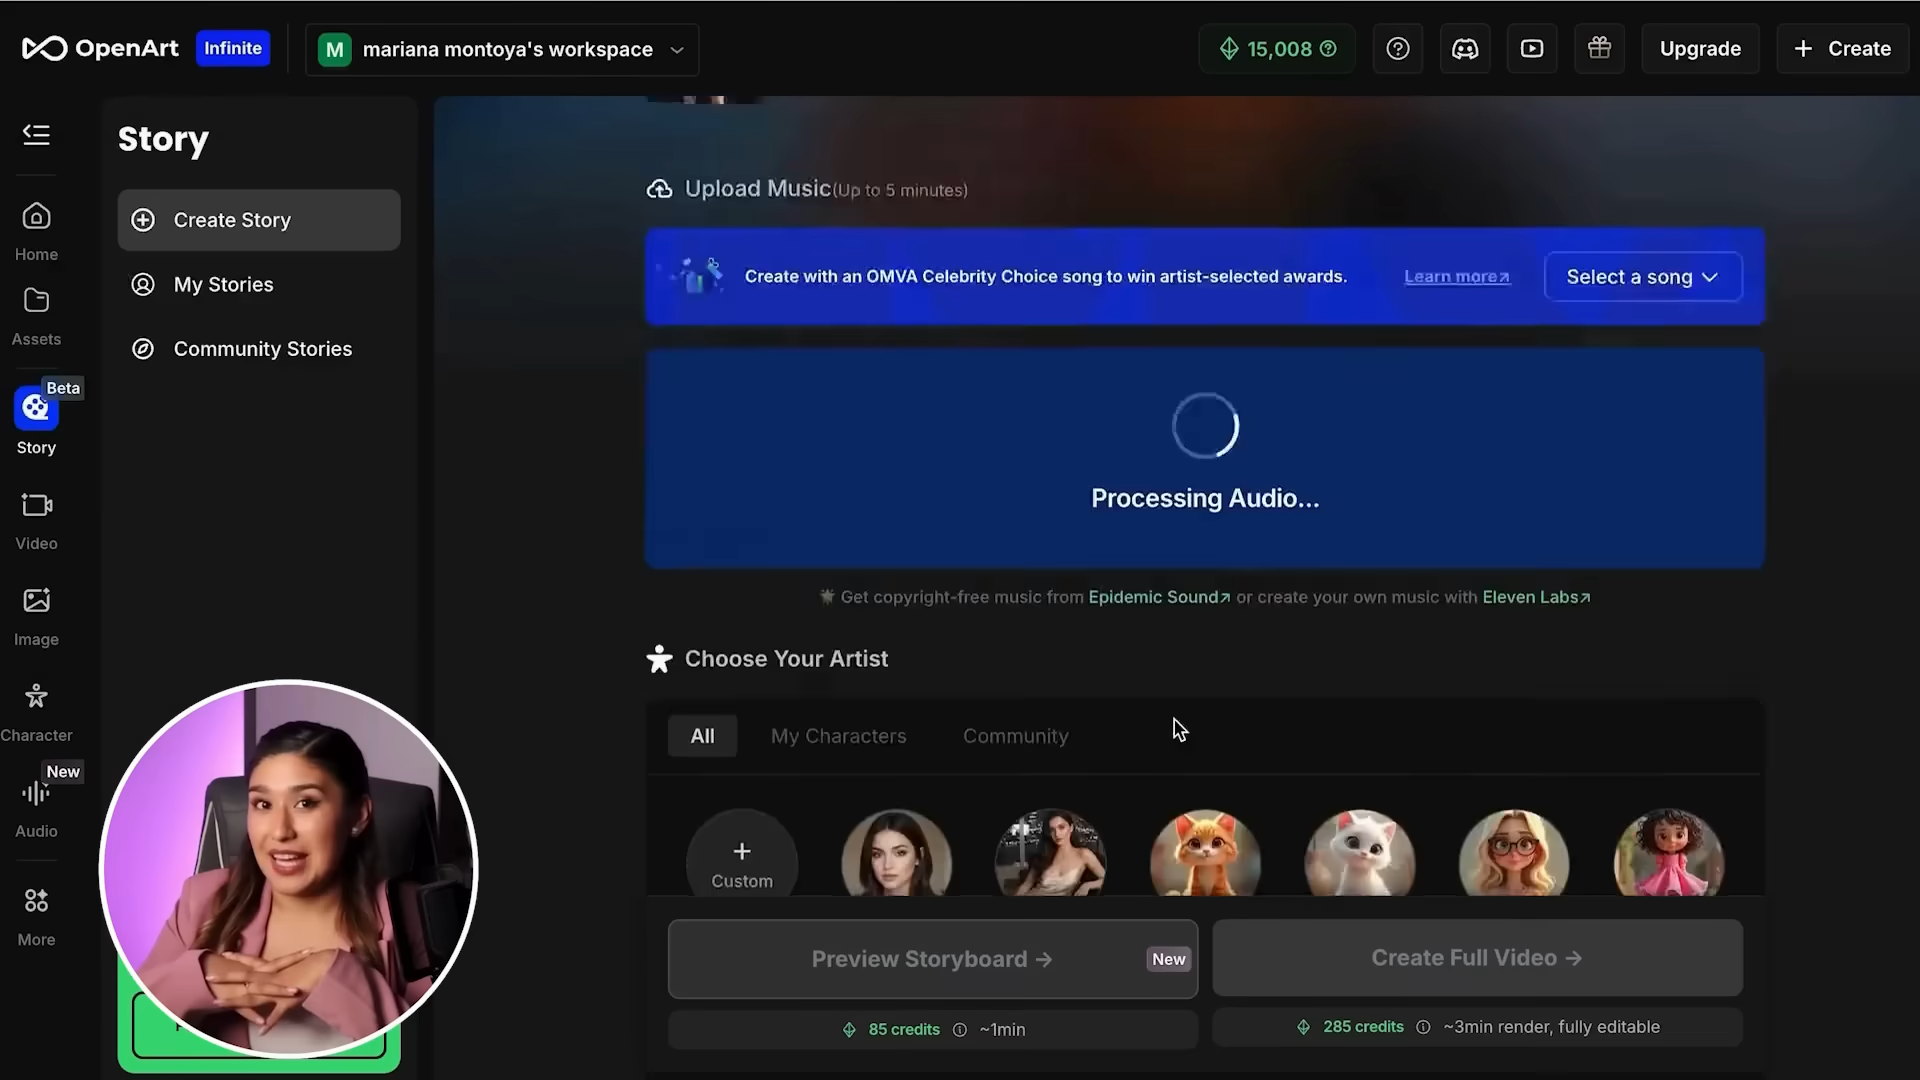 OpenArt Infinite
M mariana montoya's workspace
15,008
Upgrade
+ Create
Story
Create Story
My Stories
Community Stories
Home
Assets
Beta
Story
Video
Image
Character
New
Audio
More
Upload Music(Up to 5 minutes)
Create with an OMVA Celebrity Choice song to win artist-selected awards.
Learn more↗
Select a song
Processing Audio...
Get copyright-free music from Epidemic Sound↗ or create your own music with Eleven Labs↗
Choose Your Artist
All
My Characters
Community
+
Custom
Preview Storyboard →
New
Create Full Video →
85 credits ~1min
285 credits ~3min render, fully editable